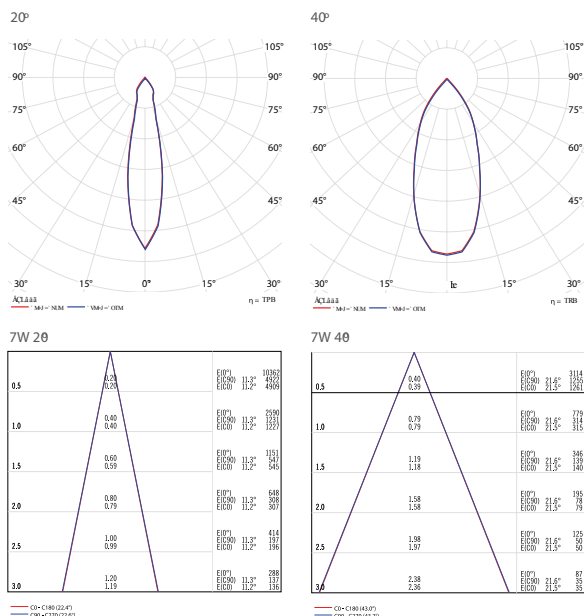 20º
40º
105° 105°
90° 90°
75° 75°
60° 60°
45° 45°
30° 15° 0° 15° 30°
η = TPB
105° 105°
90° 90°
75° 75°
60° 60°
45° 45°
30° 15° 15° 30°
η = TRB
7W 20
0.5 0.20 0.20 E(0°) 10362
E(C90) 11.3° 4922
E(C0) 11.2° 4909
1.0 0.40 0.40 E(0°) 2590
E(C90) 11.3° 1231
E(C0) 11.2° 1227
1.5 0.60 0.59 E(0°) 1151
E(C90) 11.3° 547
E(C0) 11.2° 545
2.0 0.80 0.79 E(0°) 648
E(C90) 11.3° 308
E(C0) 11.2° 307
2.5 1.00 0.99 E(0°) 414
E(C90) 11.3° 197
E(C0) 11.2° 196
3.0 1.20 1.19 E(0°) 288
E(C90) 11.3° 137
E(C0) 11.2° 136
C0 - C180 (22.4°)
7W 40
0.5 0.40 0.39 E(0°) 3114
E(C90) 21.6° 1255
E(C0) 21.5° 1261
1.0 0.79 0.79 E(0°) 779
E(C90) 21.6° 314
E(C0) 21.5° 315
1.5 1.19 1.18 E(0°) 346
E(C90) 21.6° 139
E(C0) 21.5° 140
2.0 1.58 1.58 E(0°) 195
E(C90) 21.6° 78
E(C0) 21.5° 79
2.5 1.98 1.97 E(0°) 125
E(C90) 21.6° 50
E(C0) 21.5° 50
3.0 2.38 2.36 E(0°) 87
E(C90) 21.6° 35
E(C0) 21.5° 35
C0 - C180 (43.0°)